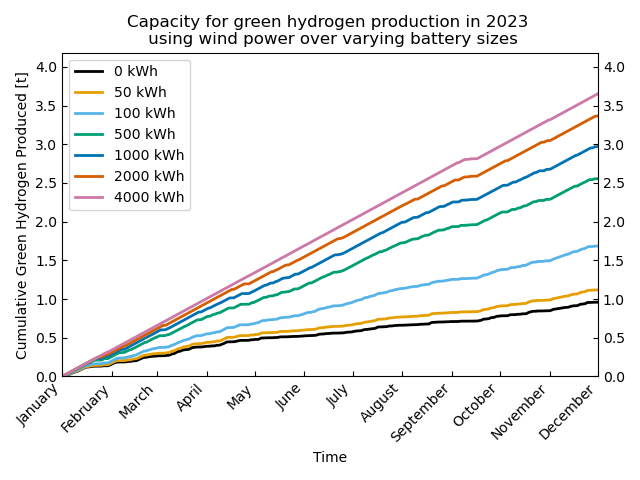 Capacity for green hydrogen production in 2023
using wind power over varying battery sizes
Cumulative Green Hydrogen Produced [t]
4.0
3.5
3.0
2.5
2.0
1.5
1.0
0.5
0.0
0 kWh
50 kWh
100 kWh
500 kWh
1000 kWh
2000 kWh
4000 kWh
4.0
3.5
3.0
2.5
2.0
1.5
1.0
0.5
0.0
January
February
March
April
May
June
July
August
September
October
November
December
Time